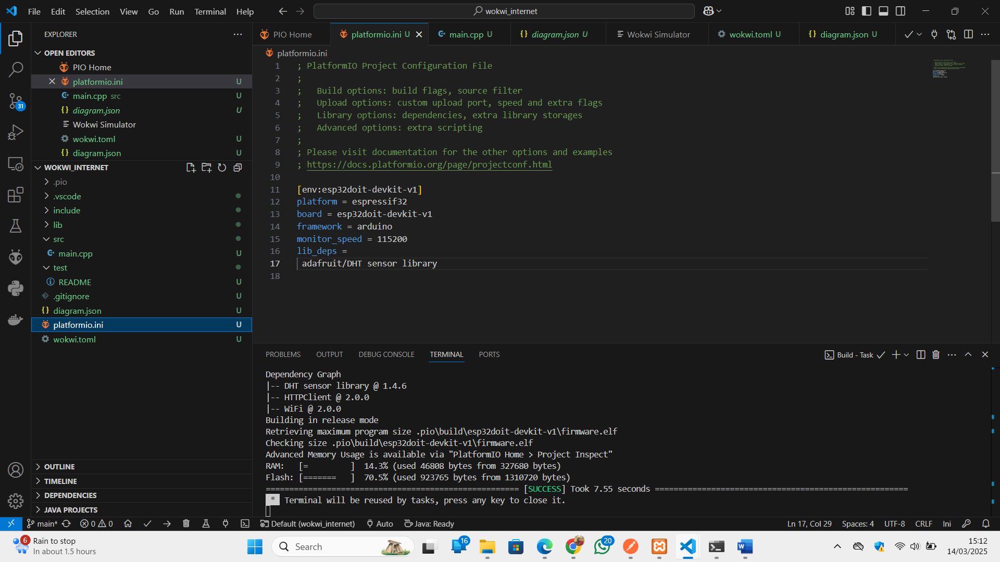 File Edit Selection View Go Run Terminal Help
wokwi_internet
EXPLORER
OPEN EDITORS
PIO Home
platformio.ini U
main.cpp src U
diagram.json U
Wokwi Simulator
wokwi.toml U
diagram.json U
WOKWI_INTERNET
.pio
.vscode
include
lib
src
main.cpp U
test
README U
.gitignore U
diagram.json U
platformio.ini U
wokwi.toml U
OUTLINE
TIMELINE
DEPENDENCIES
JAVA PROJECTS
31
PIO Home platformio.ini U main.cpp U diagram.json U Wokwi Simulator wokwi.toml U diagram.json U
platformio.ini
1 ; PlatformIO Project Configuration File
2 ;
3 ; Build options: build flags, source filter
4 ; Upload options: custom upload port, speed and extra flags
5 ; Library options: dependencies, extra library storages
6 ; Advanced options: extra scripting
7 ;
8 ; Please visit documentation for the other options and examples
9 ; https://docs.platformio.org/page/projectconf.html
10
11 [env:esp32doit-devkit-v1]
12 platform = espressif32
13 board = esp32doit-devkit-v1
14 framework = arduino
15 monitor_speed = 115200
16 lib_deps =
17 adafruit/DHT sensor library
18
PROBLEMS OUTPUT DEBUG CONSOLE TERMINAL PORTS
Build - Task
Dependency Graph
|-- DHT sensor library @ 1.4.6
|-- HTTPClient @ 2.0.0
|-- WiFi @ 2.0.0
Building in release mode
Retrieving maximum program size .pio\build\esp32doit-devkit-v1\firmware.elf
Checking size .pio\build\esp32doit-devkit-v1\firmware.elf
Advanced Memory Usage is available via "PlatformIO Home > Project Inspect"
RAM: [= ] 14.3% (used 46808 bytes from 327680 bytes)
Flash: [======= ] 70.5% (used 923765 bytes from 1310720 bytes)
====================================================== [SUCCESS] Took 7.55 seconds ======================================================
* Terminal will be reused by tasks, press any key to close it.
main* 0 0 Default (wokwi_internet) Auto Java: Ready Ln 17, Col 29 Spaces: 4 UTF-8 CRLF Ini
6 Rain to stop
In about 1.5 hours
Search
16
20
15:12
14/03/2025